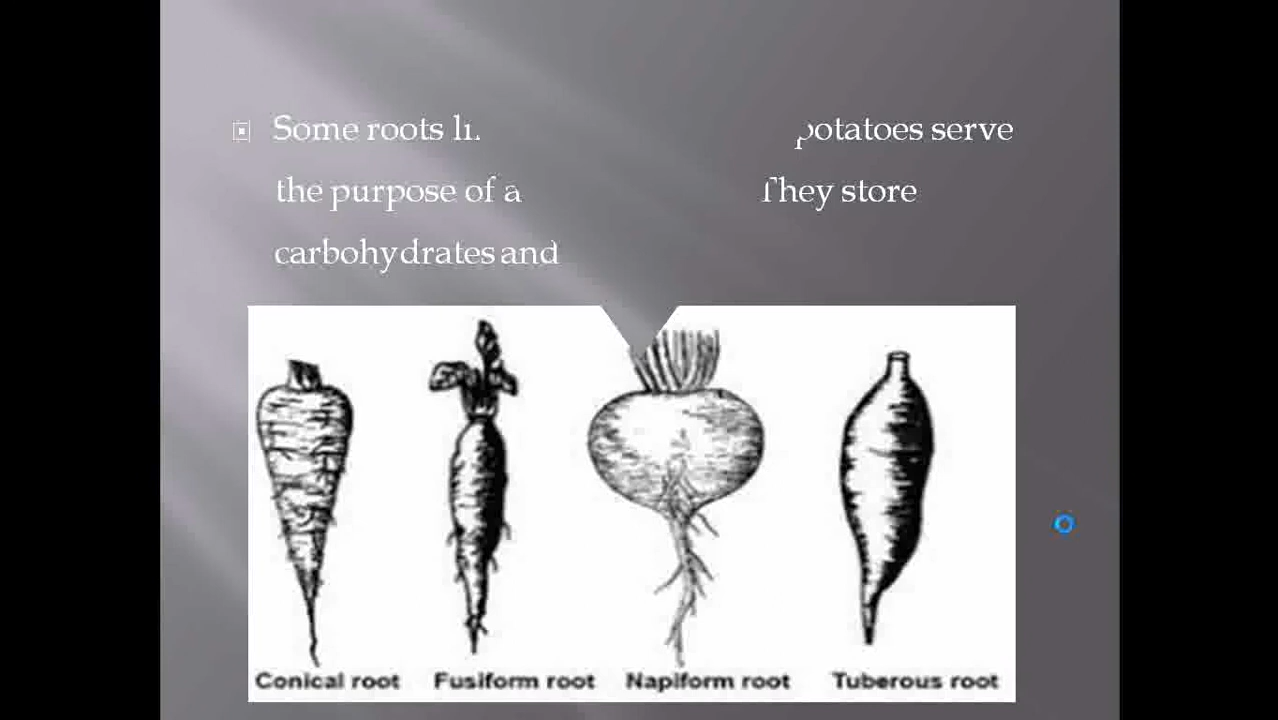 Some roots
potatoes serve
the purpose of a
They store
carbohydrates and
Conical root
Fusiform root
Napiform root
Tuberous root